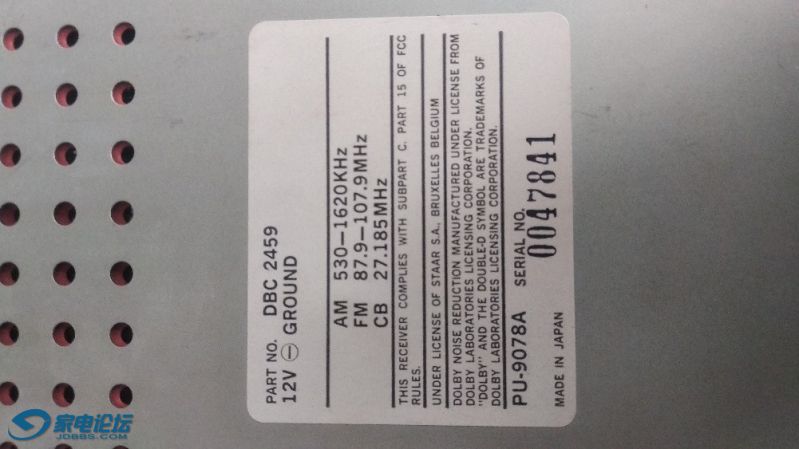 PART NO. DBC 2459
12V ⊖ GROUND
AM 530–1620KHz
FM 87.9–107.9MHz
CB 27.185MHz
THIS RECEIVER COMPLIES WITH SUBPART C, PART 15 OF FCC
RULES.
UNDER LICENSE OF STAAR S.A., BRUXELLES BELGIUM
DOLBY NOISE REDUCTION MANUFACTURED UNDER LICENSE FROM
DOLBY LABORATORIES LICENSING CORPORATION.
"DOLBY" AND THE DOUBLE-D SYMBOL ARE TRADEMARKS OF
DOLBY LABORATORIES LICENSING CORPORATION.
PU-9078A SERIAL NO. 0047841
MADE IN JAPAN
家电论坛
JDBBS.COM